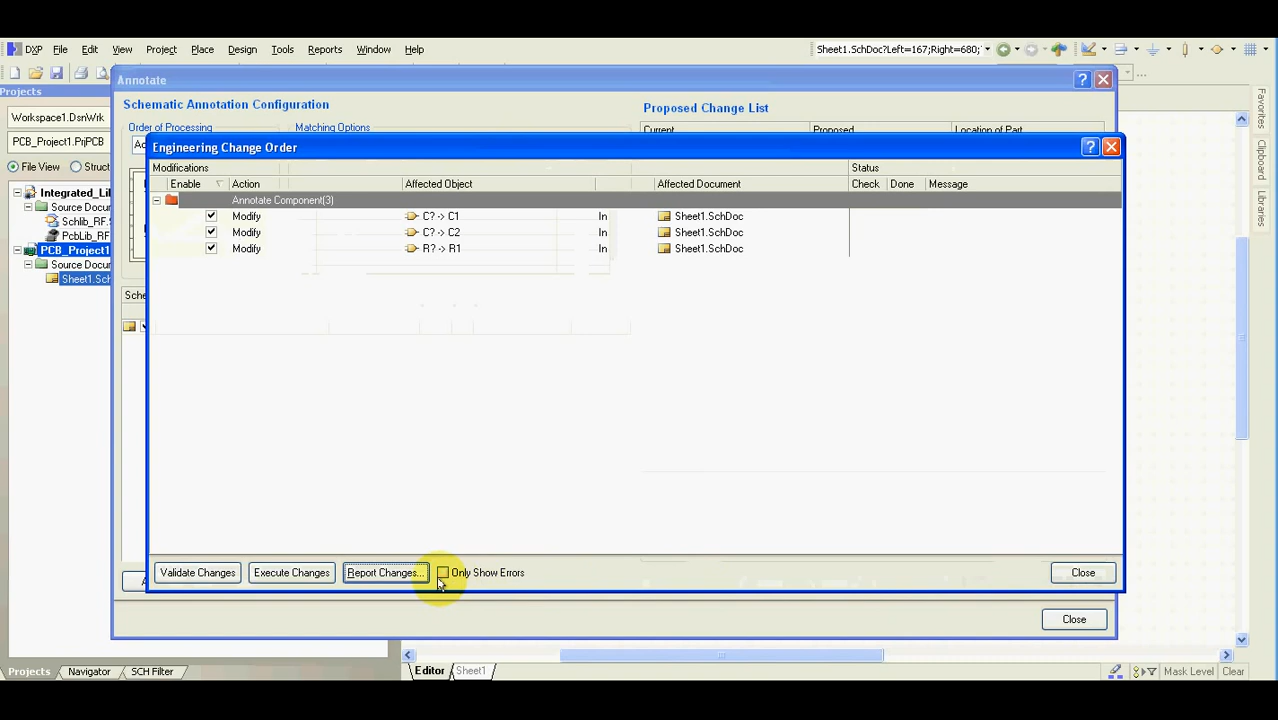 DXP File Edit View Project Place Design Tools Reports Window Help
Sheet1.SchDoc?Left=167;Right=680;
Projects
Workspace1.DsnWrk
PCB_Project1.PrjPCB
File View Struct
Integrated_Li
Source Docum
Schlib_RF.
PcbLib_RF
PCB_Project1
Source Docum
Sheet1.Sch
Annotate
Schematic Annotation Configuration
Proposed Change List
Order of Processing
Matching Options
Current Proposed Location of Part
Engineering Change Order
Modifications Status
Enable Action Affected Object Affected Document Check Done Message
Annotate Component(3)
Modify C? -> C1 In Sheet1.SchDoc
Modify C? -> C2 In Sheet1.SchDoc
Modify R? -> R1 In Sheet1.SchDoc
Sche
Validate Changes Execute Changes Report Changes... Only Show Errors Close
Close
Projects Navigator SCH Filter
Editor Sheet1
Mask Level Clear
Favorites
Clipboard
Libraries